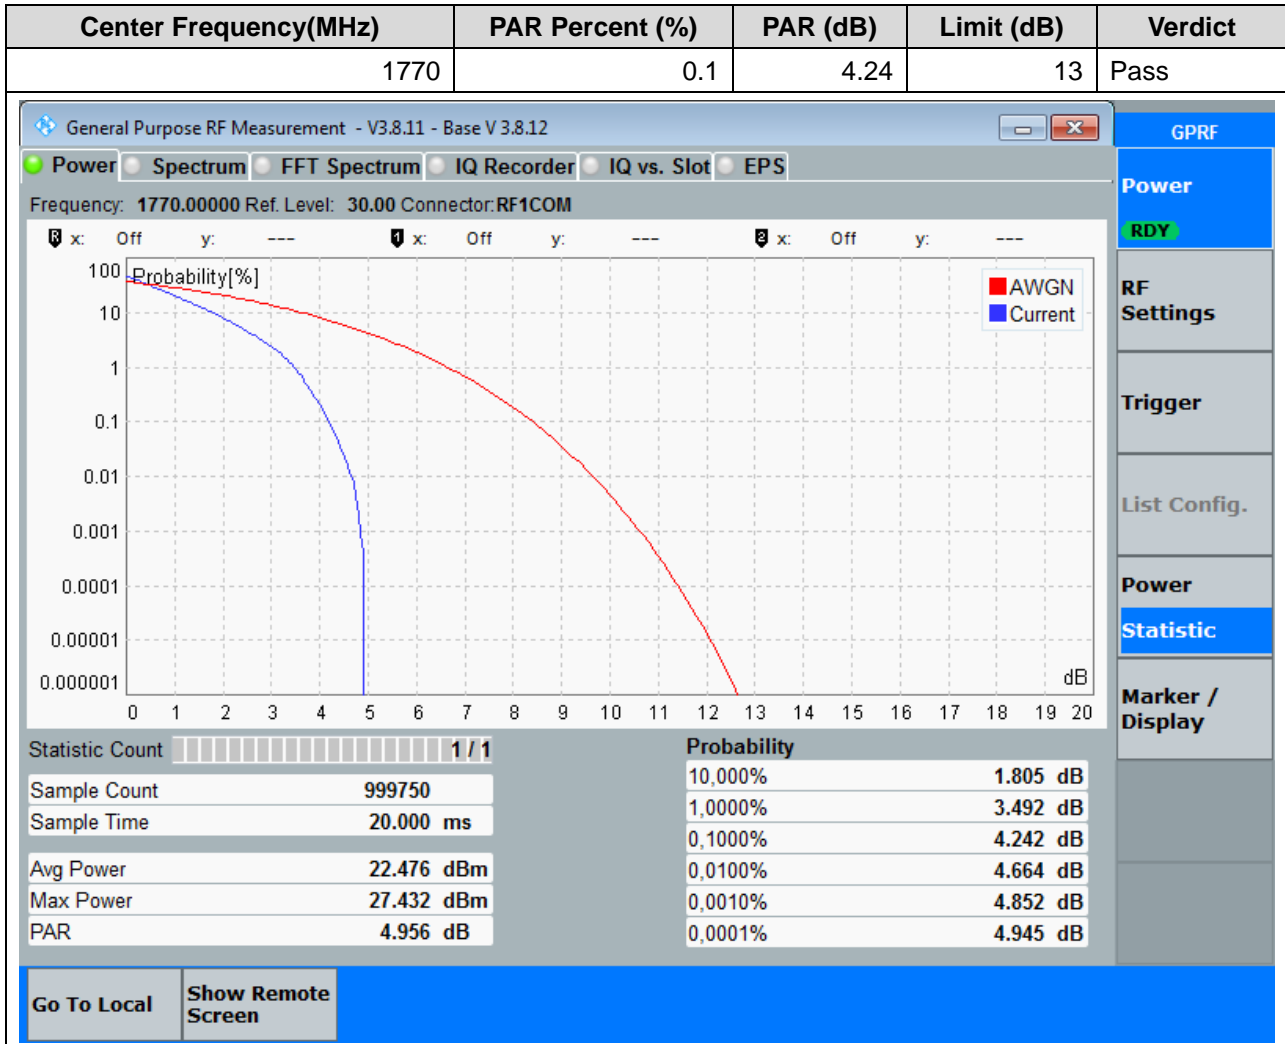 Center Frequency(MHz) PAR Percent (%) PAR (dB) Limit (dB) Verdict
1770 0.1 4.24 13 Pass
General Purpose RF Measurement - V3.8.11 - Base V 3.8.12
GPRF
Power Spectrum FFT Spectrum IQ Recorder IQ vs. Slot EPS
Power
RDY
Frequency: 1770.00000 Ref. Level: 30.00 Connector:RF1COM
R x: Off y: --- 1 x: Off y: --- 2 x: Off y: ---
Probability[%]
AWGN
Current
100
10
1
0.1
0.01
0.001
0.0001
0.00001
0.000001
dB
0 1 2 3 4 5 6 7 8 9 10 11 12 13 14 15 16 17 18 19 20
RF
Settings
Trigger
List Config.
Power
Statistic
Marker /
Display
Statistic Count 1 / 1
Sample Count 999750
Sample Time 20.000 ms
Avg Power 22.476 dBm
Max Power 27.432 dBm
PAR 4.956 dB
Probability
10,000% 1.805 dB
1,0000% 3.492 dB
0,1000% 4.242 dB
0,0100% 4.664 dB
0,0010% 4.852 dB
0,0001% 4.945 dB
Go To Local
Show Remote
Screen